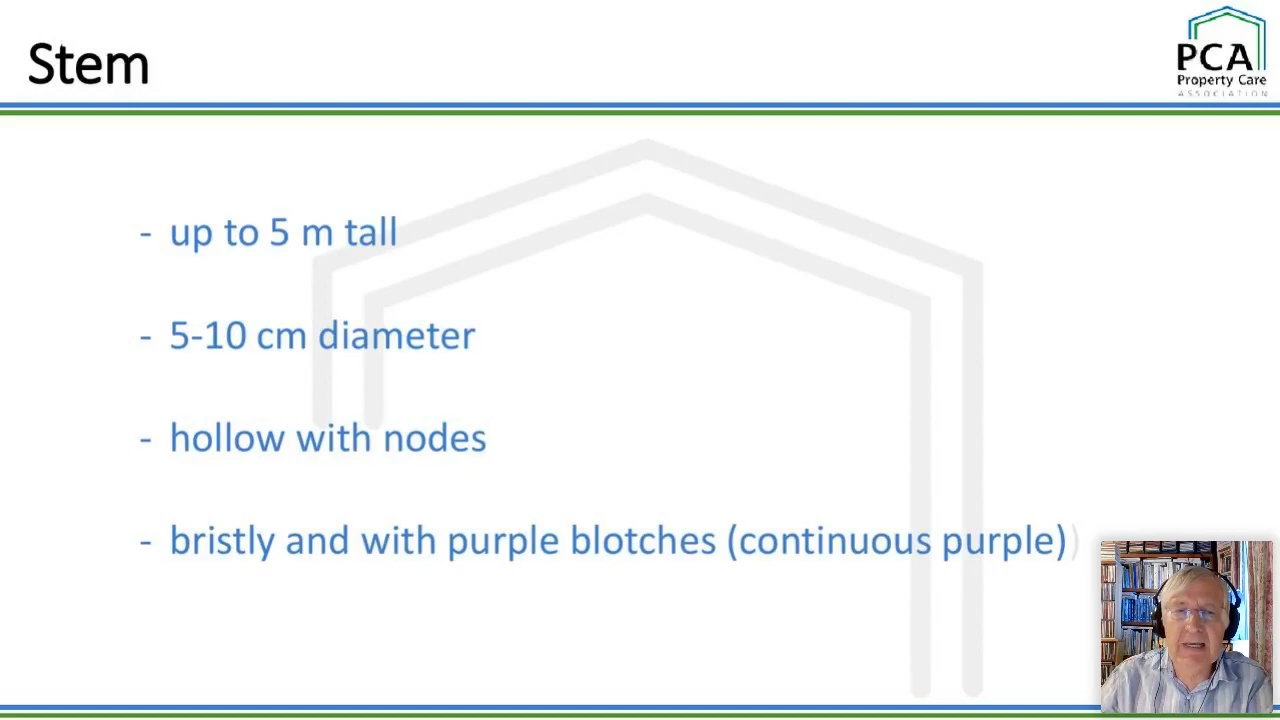 Stem
PCA
Property Care
ASSOCIATION
- up to 5 m tall
- 5-10 cm diameter
- hollow with nodes
- bristly and with purple blotches (continuous purple)